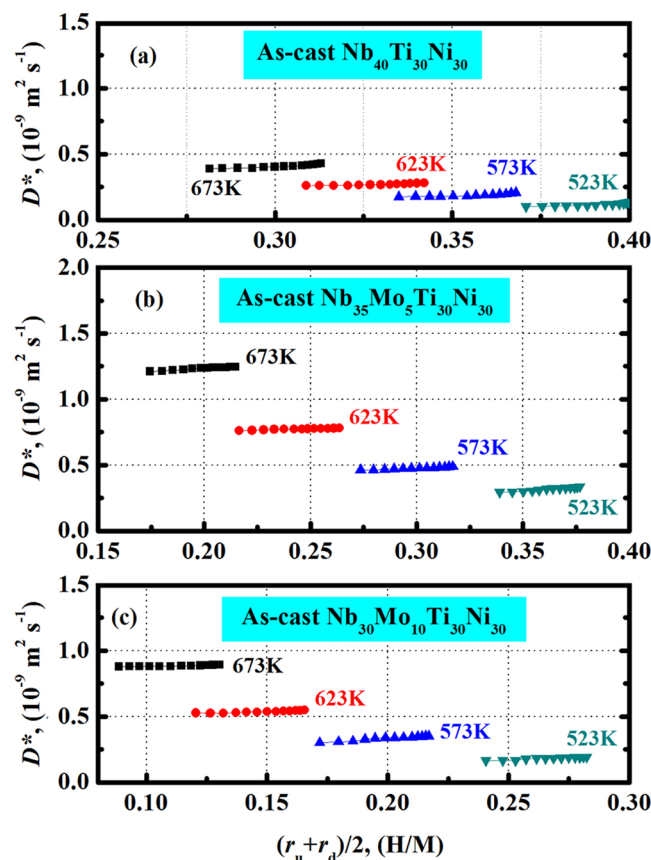 1.5
(a)
As-cast Nb40Ti30Ni30
1.0
D*, (10-9 m2 s-1)
0.5
673K
623K
573K
523K
0.0
0.25
0.30
0.35
0.40
2.0
(b)
As-cast Nb35Mo5Ti30Ni30
1.5
D*, (10-9 m2 s-1)
673K
1.0
623K
0.5
573K
523K
0.0
0.15
0.20
0.25
0.30
0.35
0.40
1.5
(c)
As-cast Nb30Mo10Ti30Ni30
1.0
D*, (10-9 m2 s-1)
673K
623K
0.5
573K
523K
0.0
0.10
0.15
0.20
0.25
0.30
(ru+rd)/2, (H/M)